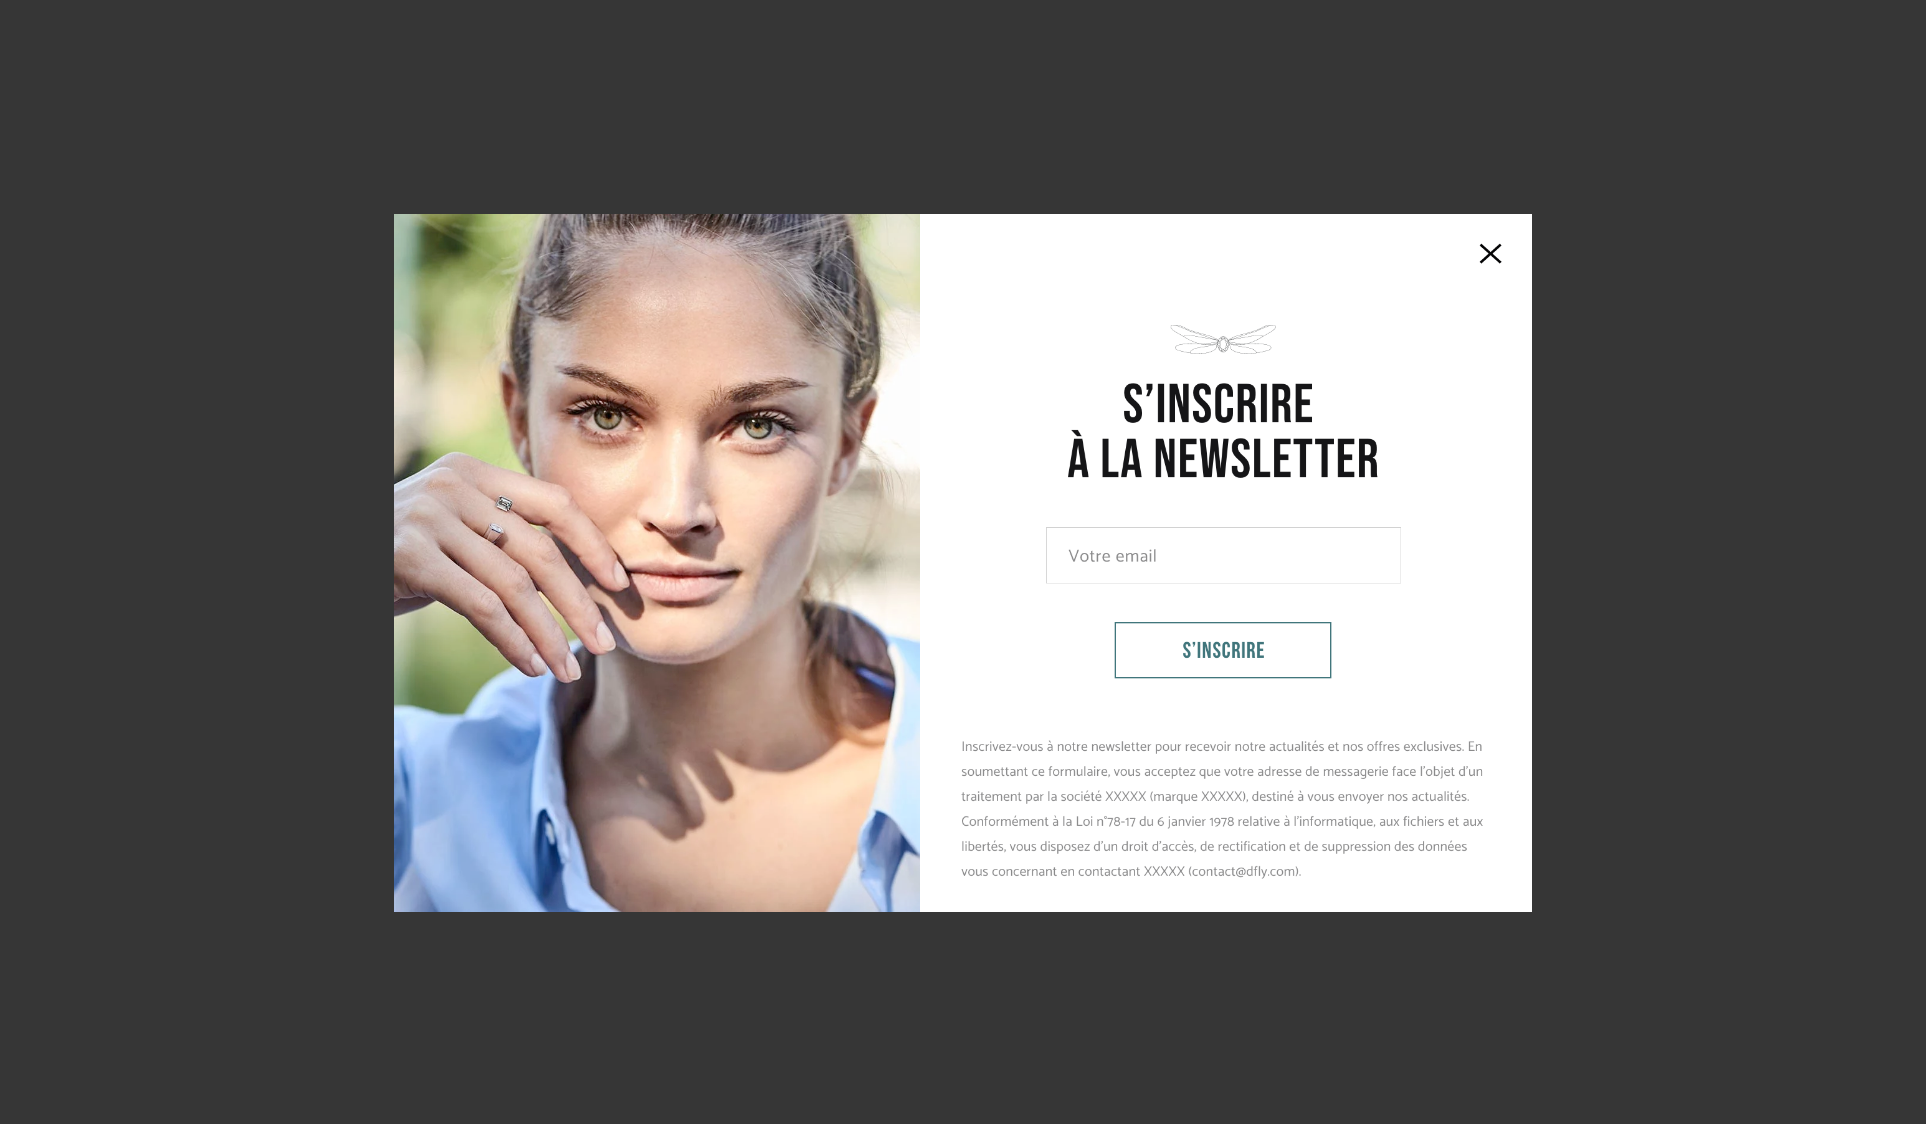 S’INSCRIRE
À LA NEWSLETTER
Votre email
S’INSCRIRE
Inscrivez-vous à notre newsletter pour recevoir notre actualités et nos offres exclusives. En
soumettant ce formulaire, vous acceptez que votre adresse de messagerie face l’objet d’un
traitement par la société XXXXX (marque XXXXX), destiné à vous envoyer nos actualités.
Conformément à la Loi n°78-17 du 6 janvier 1978 relative à l’informatique, aux fichiers et aux
libertés, vous disposez d’un droit d’accès, de rectification et de suppression des données
vous concernant en contactant XXXXX (contact@dfly.com).